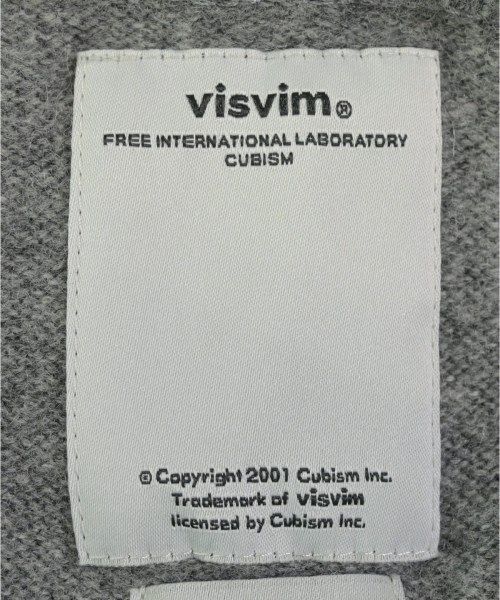 visvim®
FREE INTERNATIONAL LABORATORY
CUBISM
© Copyright 2001 Cubism Inc.
Trademark of visvim
licensed by Cubism Inc.